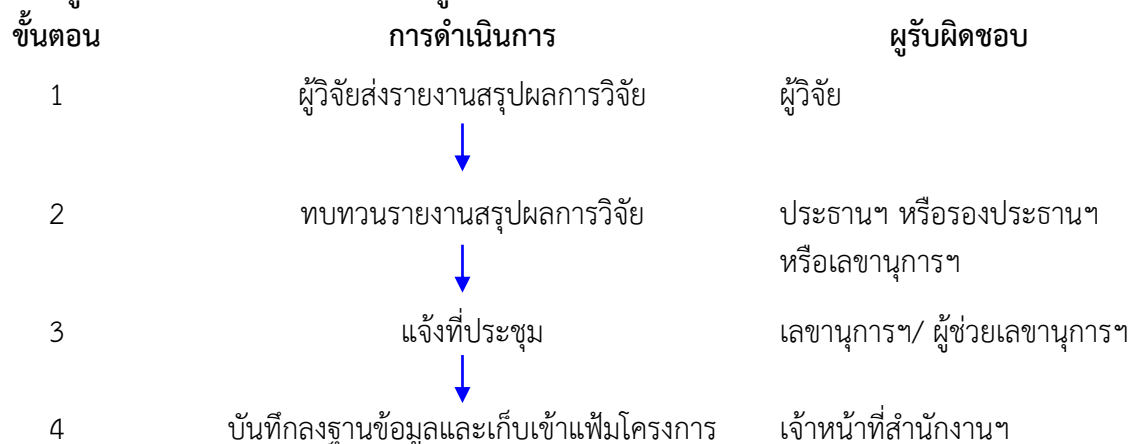 ขั้นตอน การดำเนินการ ผูรับผิดชอบ
1 ผู้วิจัยส่งรายงานสรุปผลการวิจัย ผู้วิจัย
2 ทบทวนรายงานสรุปผลการวิจัย ประธานฯ หรือรองประธานฯ
หรือเลขานุการฯ
3 แจ้งที่ประชุม เลขานุการฯ/ ผู้ช่วยเลขานุการฯ
4 บันทึกลงฐานข้อมูลและเก็บเข้าแฟ้มโครงการ เจ้าหน้าที่สำนักงานฯ